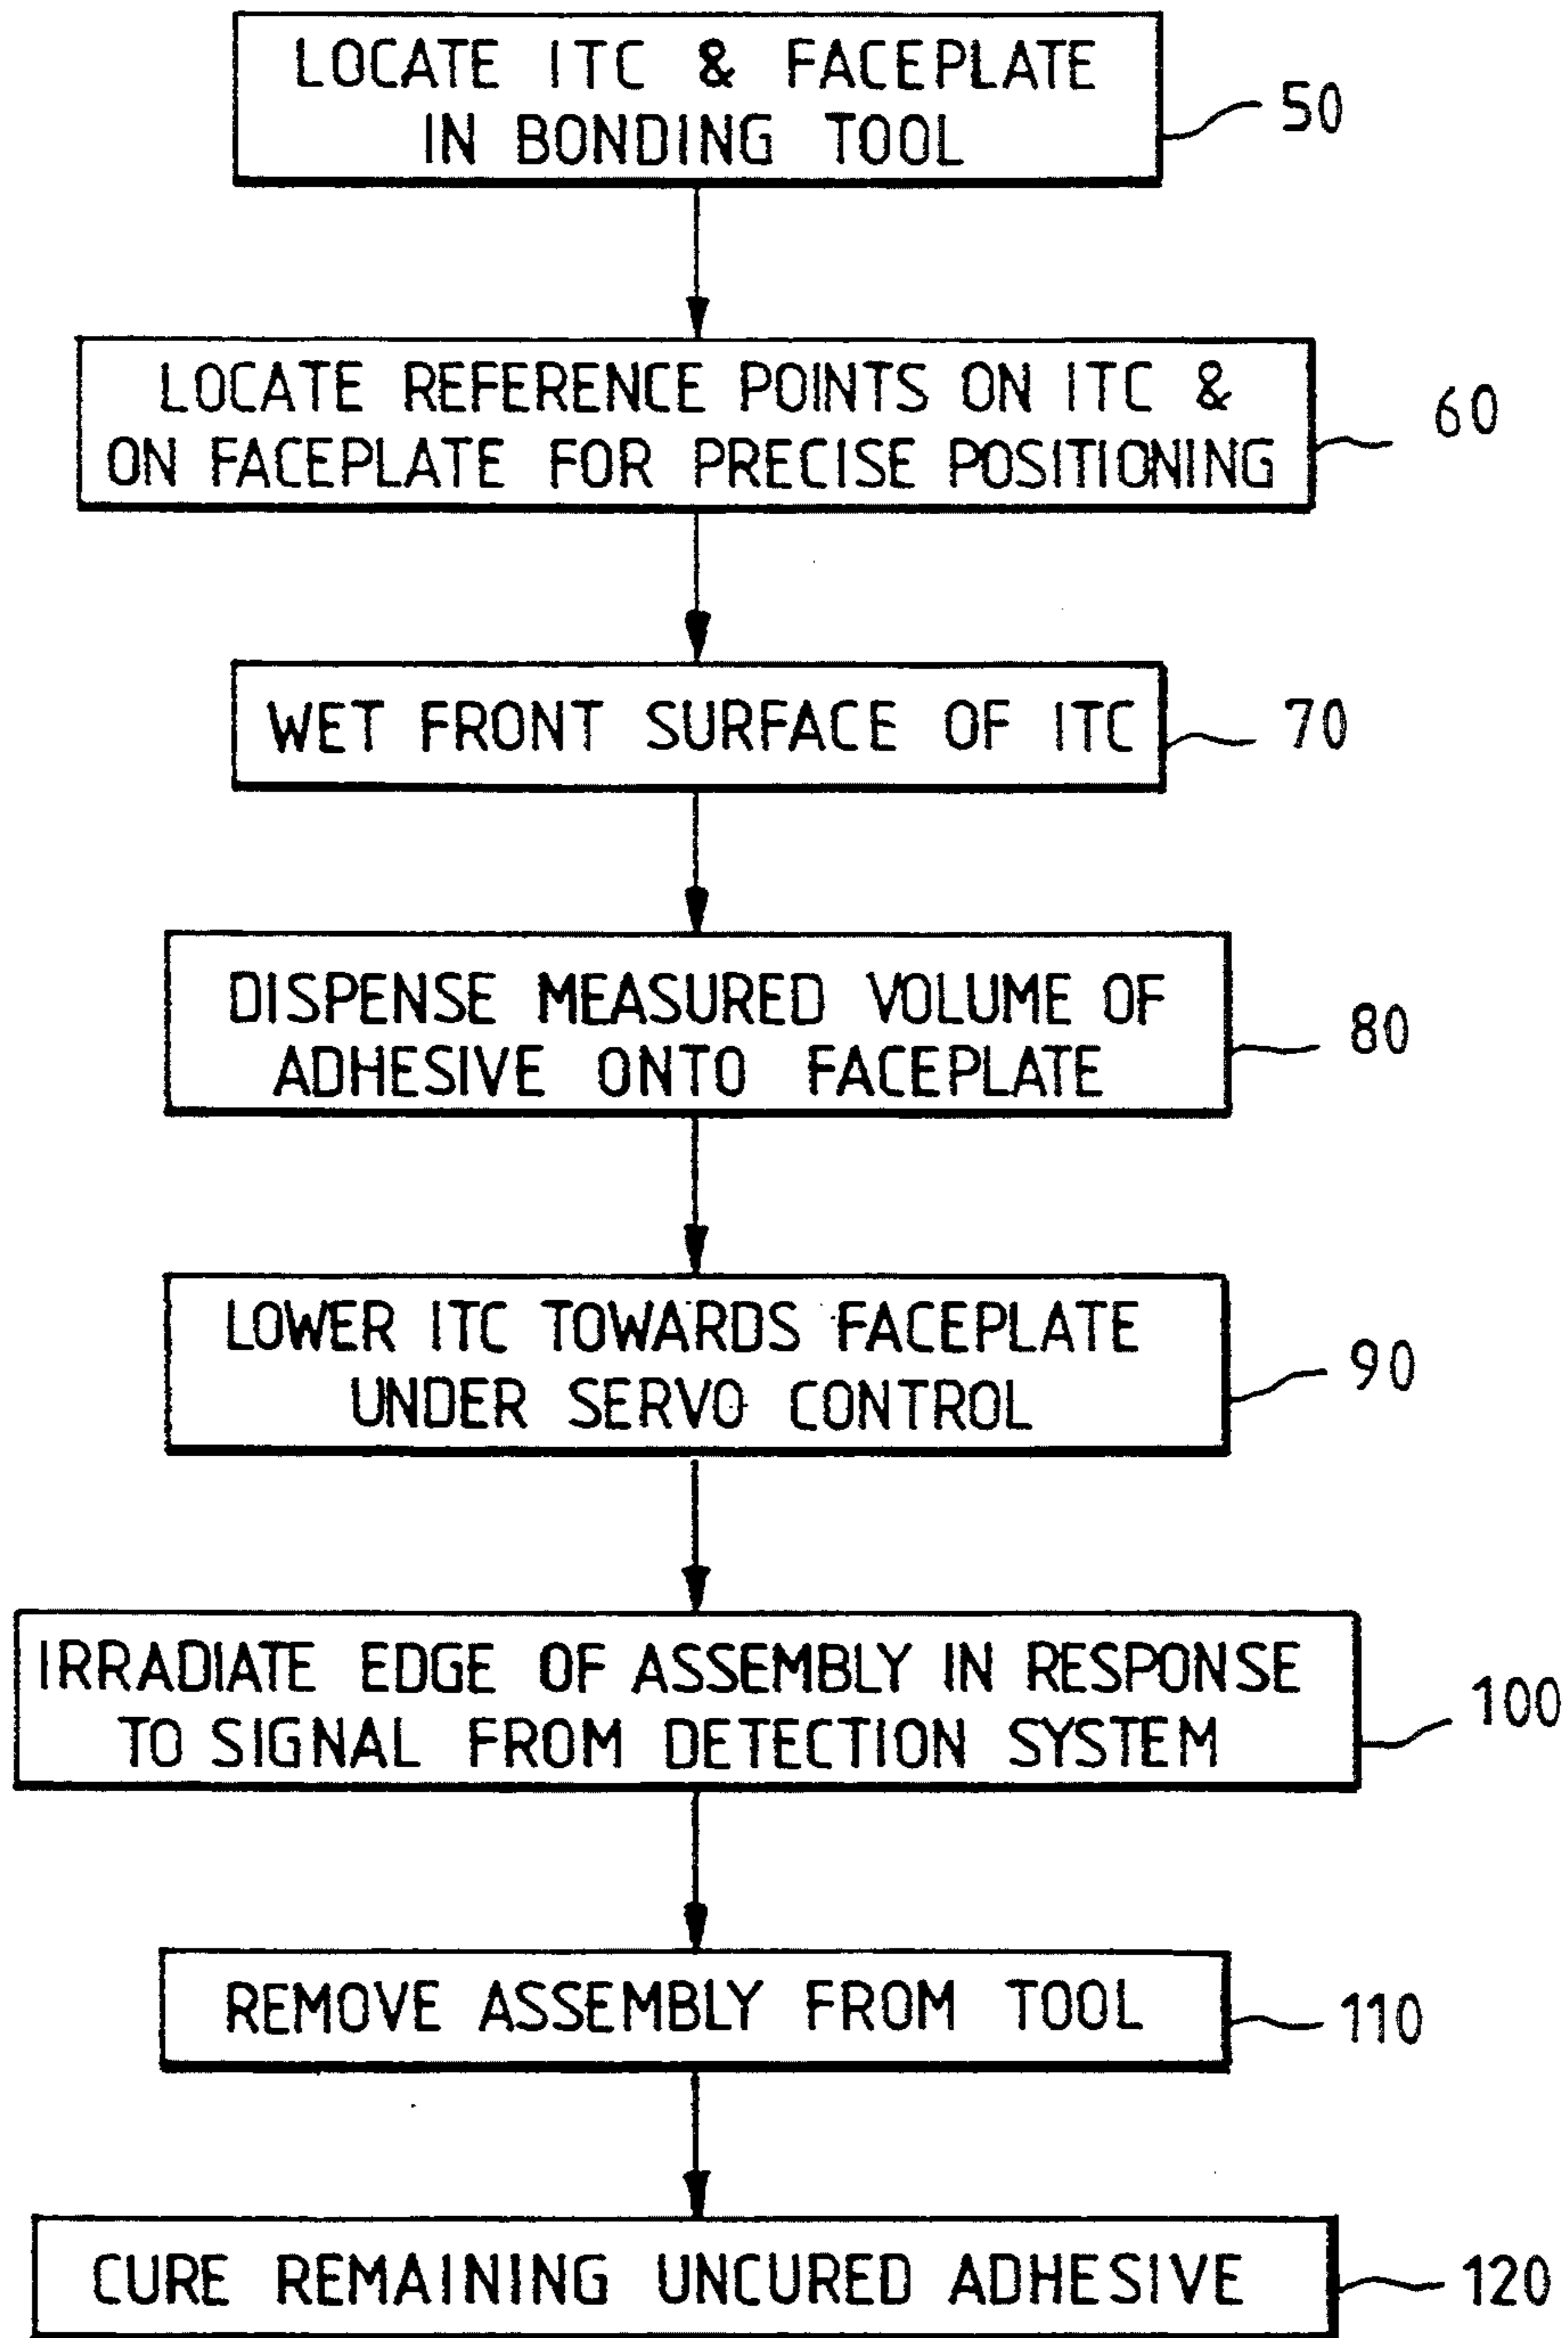 LOCATE ITC & FACEPLATE
IN BONDING TOOL
50
LOCATE REFERENCE POINTS ON ITC &
ON FACEPLATE FOR PRECISE POSITIONING
60
WET FRONT SURFACE OF ITC
70
DISPENSE MEASURED VOLUME OF
ADHESIVE ONTO FACEPLATE
80
LOWER ITC TOWARDS FACEPLATE
UNDER SERVO CONTROL
90
IRRADIATE EDGE OF ASSEMBLY IN RESPONSE
TO SIGNAL FROM DETECTION SYSTEM
100
REMOVE ASSEMBLY FROM TOOL
110
CURE REMAINING UNCURED ADHESIVE
120